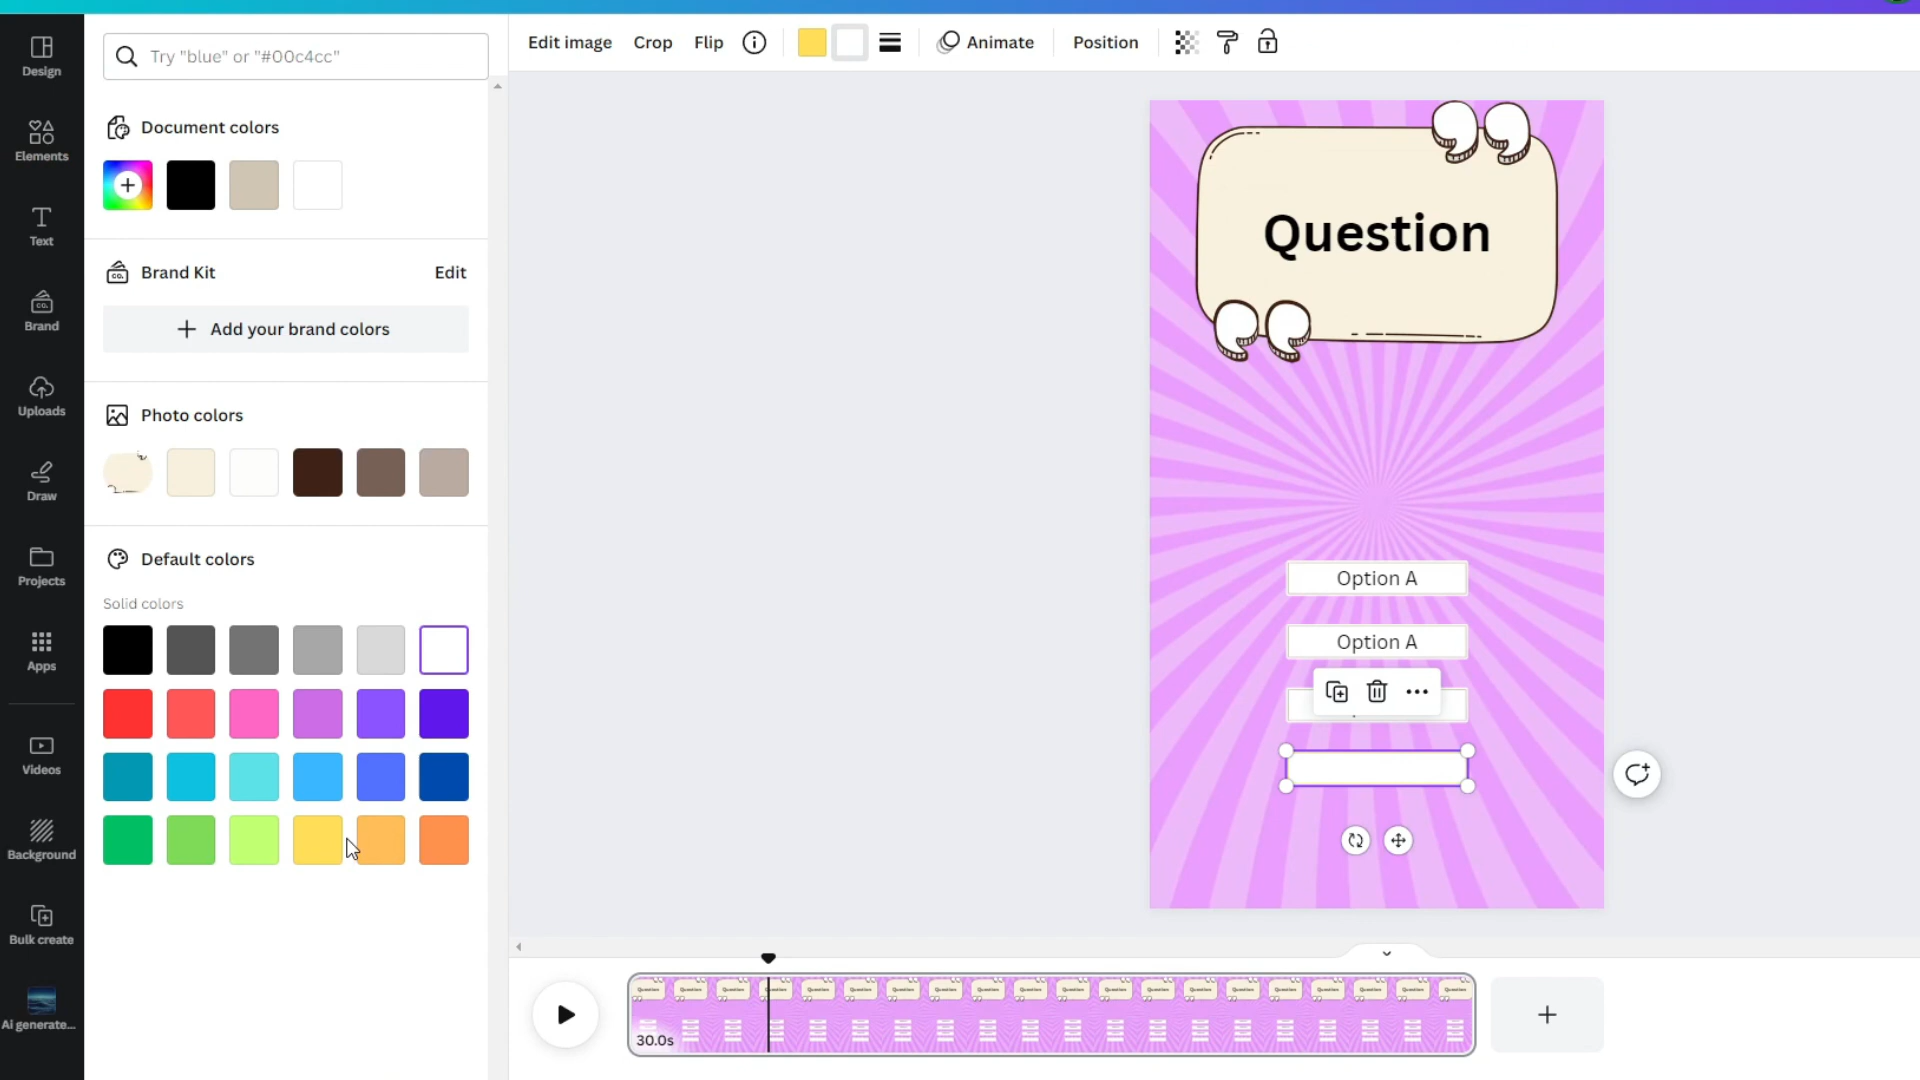 Design
Elements
Text
Brand
Uploads
Draw
Projects
Apps
Videos
Background
Bulk create
Ai generate...
Try "blue" or "#00c4cc"
Document colors
Brand Kit
Edit
Add your brand colors
Photo colors
Default colors
Solid colors
Edit image
Crop
Flip
Animate
Position
Question
Option A
Option A
30.0s